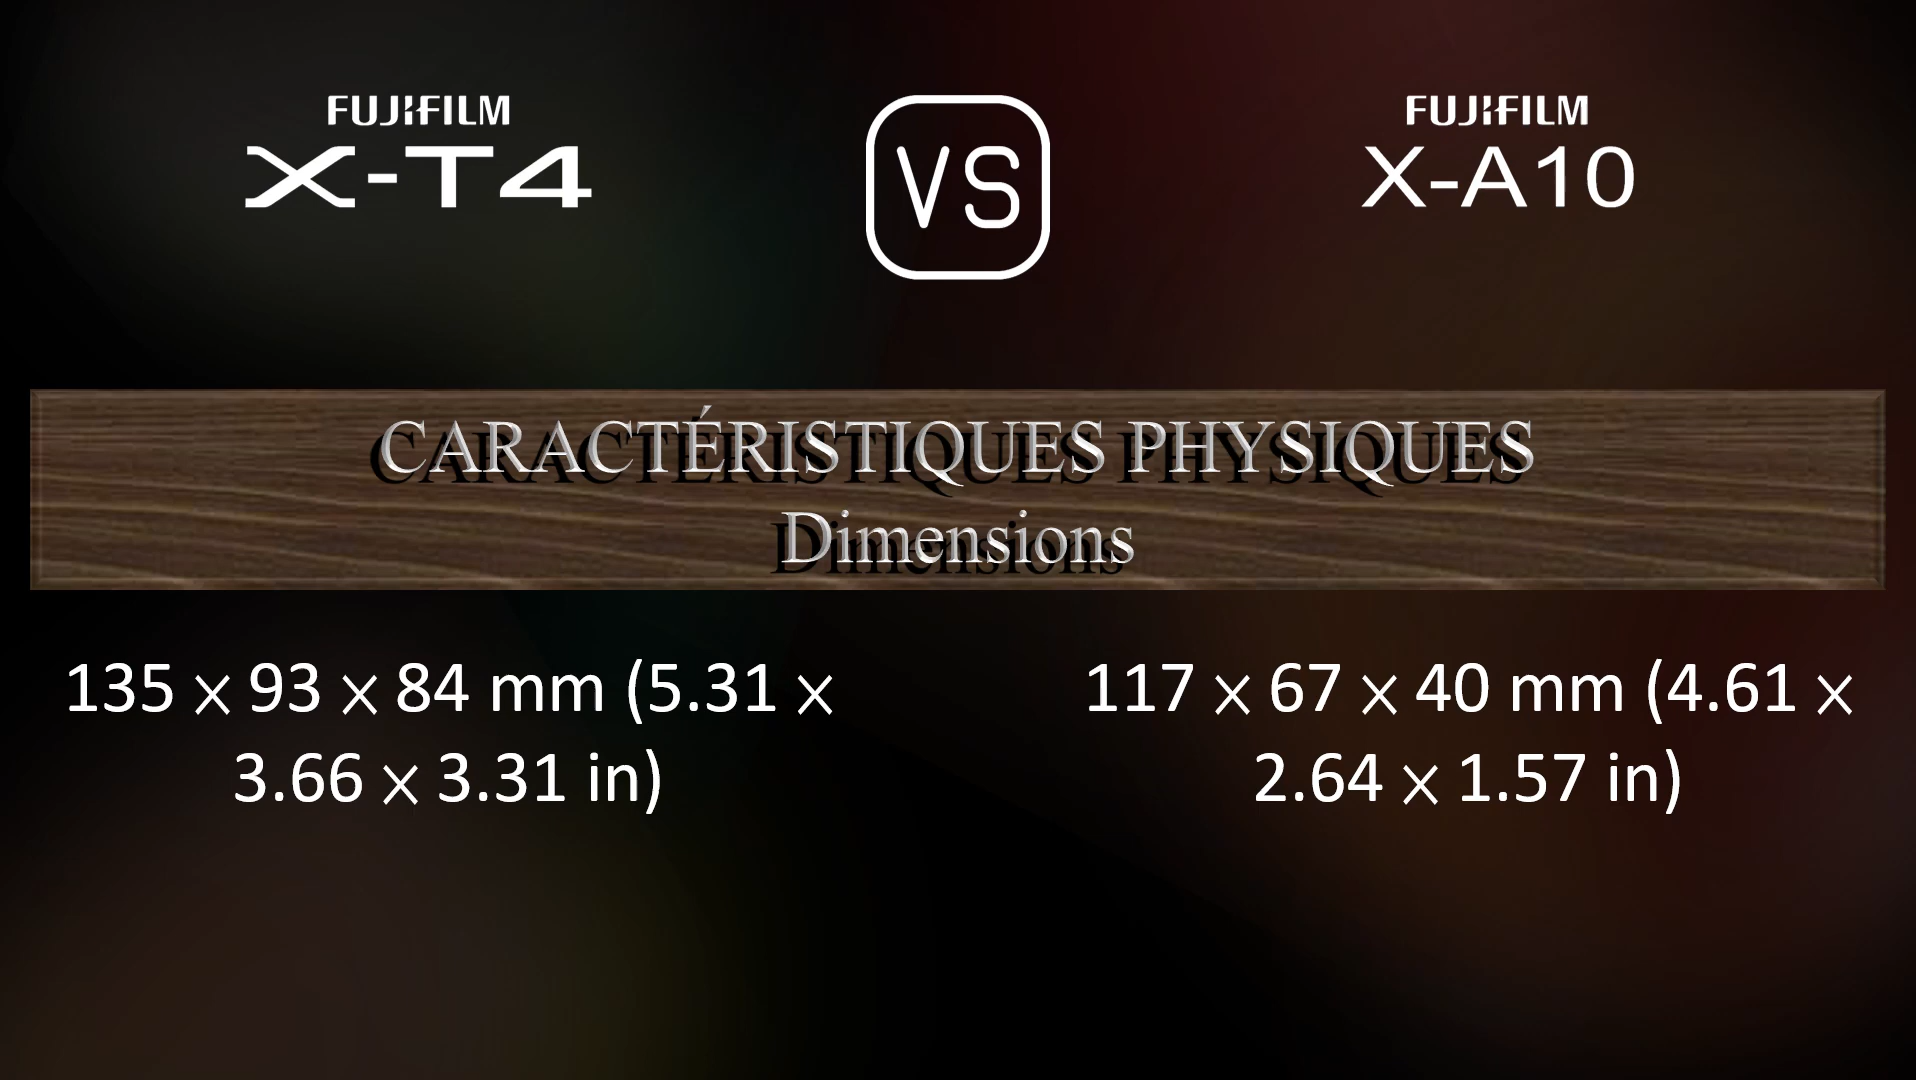 FUJIFILM
X-T4
VS
FUJIFILM
X-A10
CARACTÉRISTIQUES PHYSIQUES
Dimensions
135 x 93 x 84 mm (5.31 x
3.66 x 3.31 in)
117 x 67 x 40 mm (4.61 x
2.64 x 1.57 in)